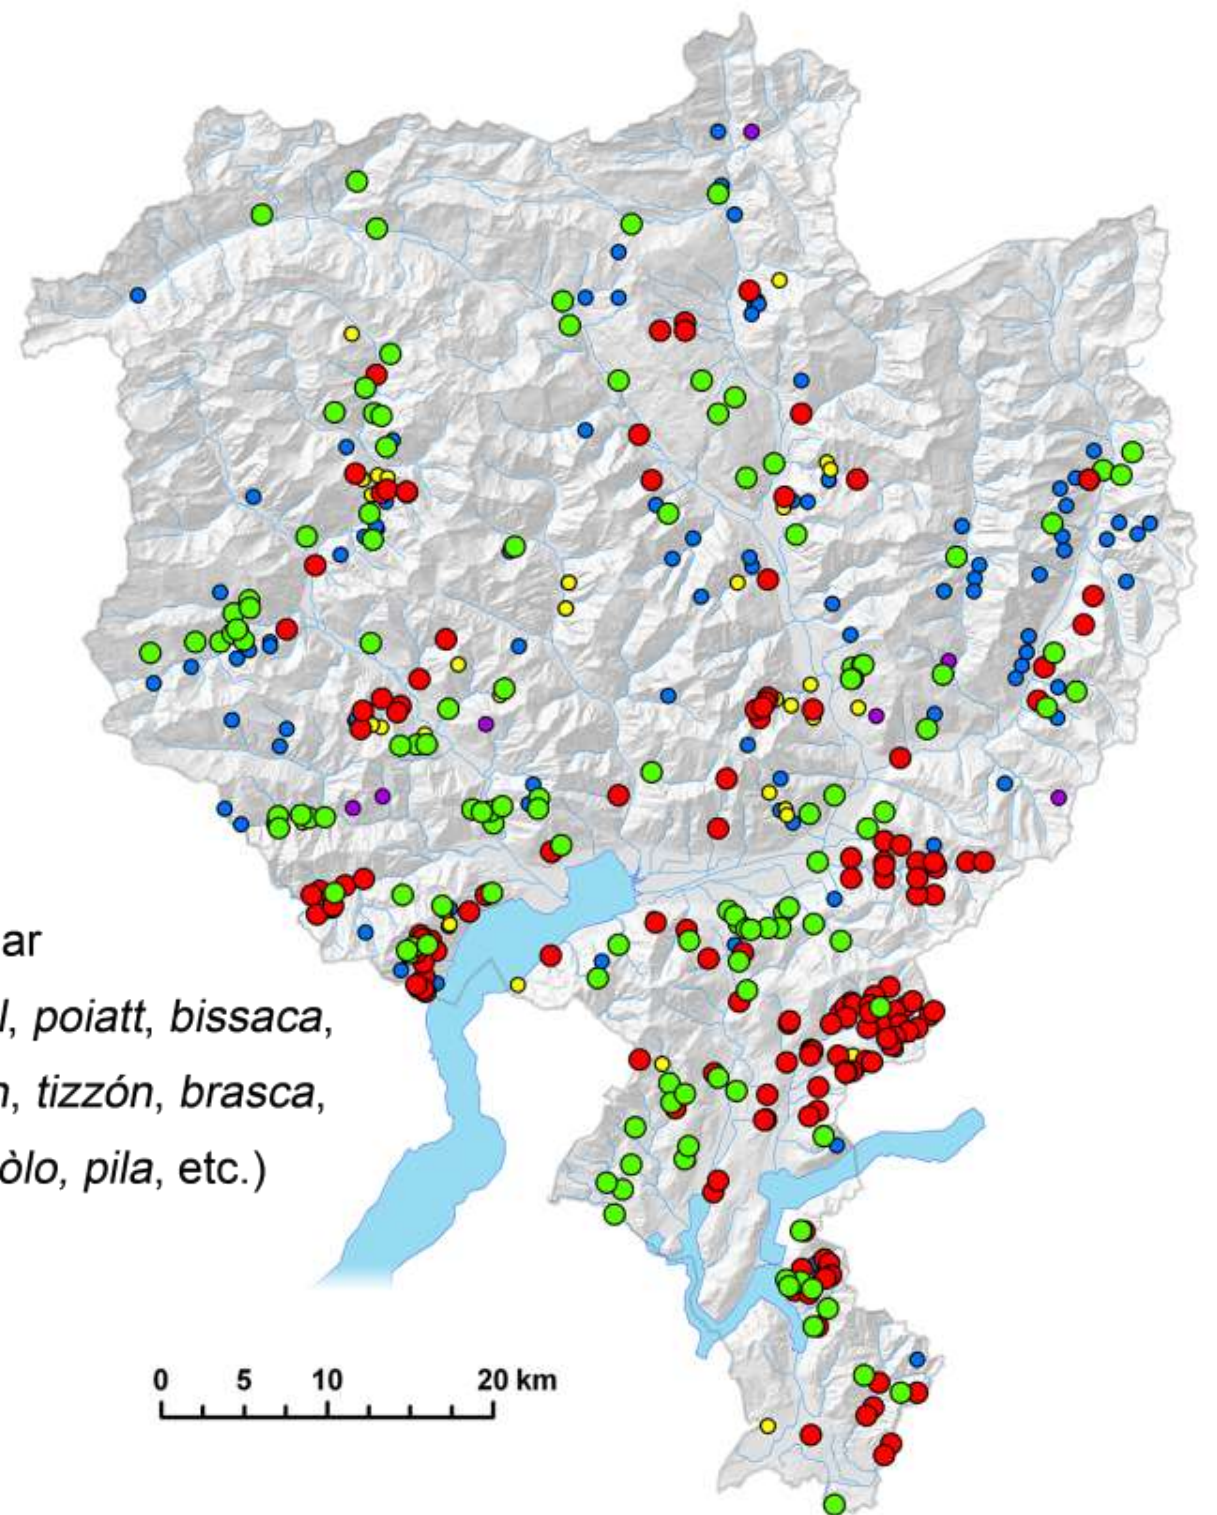 ar
l, poiatt, bissaca,
n, tizzón, brasca,
òlo, pila, etc.)
0 5 10 20 km